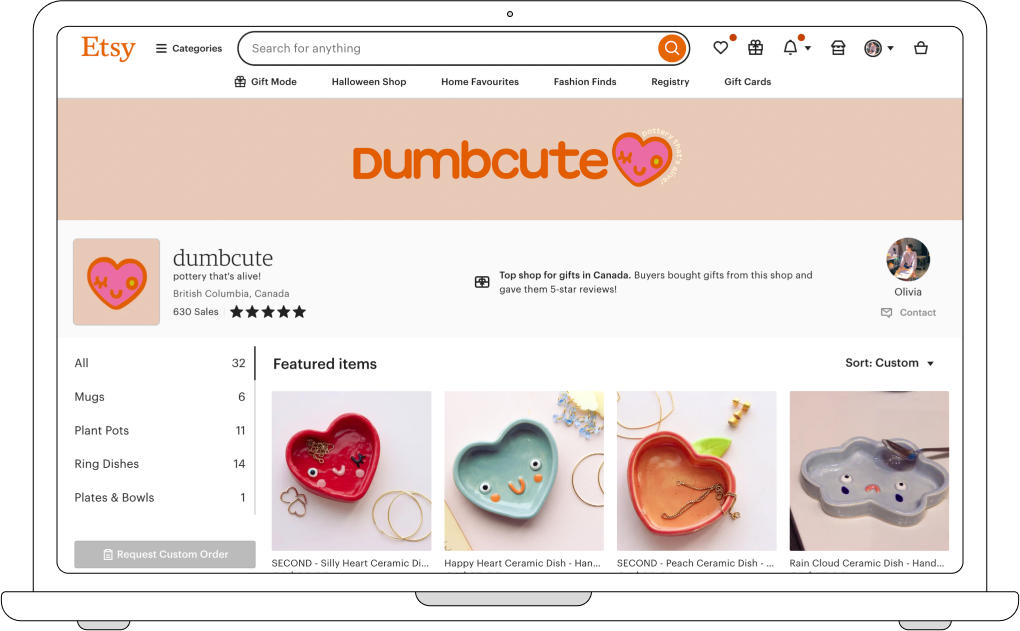 Etsy
Categories
Search for anything
Gift Mode
Halloween Shop
Home Favourites
Fashion Finds
Registry
Gift Cards
Dumbcute
pottery that's alive!
dumbcute
pottery that's alive!
British Columbia, Canada
630 Sales
Top shop for gifts in Canada. Buyers bought gifts from this shop and
gave them 5-star reviews!
Olivia
Contact
All 32
Mugs 6
Plant Pots 11
Ring Dishes 14
Plates & Bowls 1
Request Custom Order
Featured items
Sort: Custom
SECOND - Silly Heart Ceramic Di...
Happy Heart Ceramic Dish - Han...
SECOND - Peach Ceramic Dish - ...
Rain Cloud Ceramic Dish - Hand...